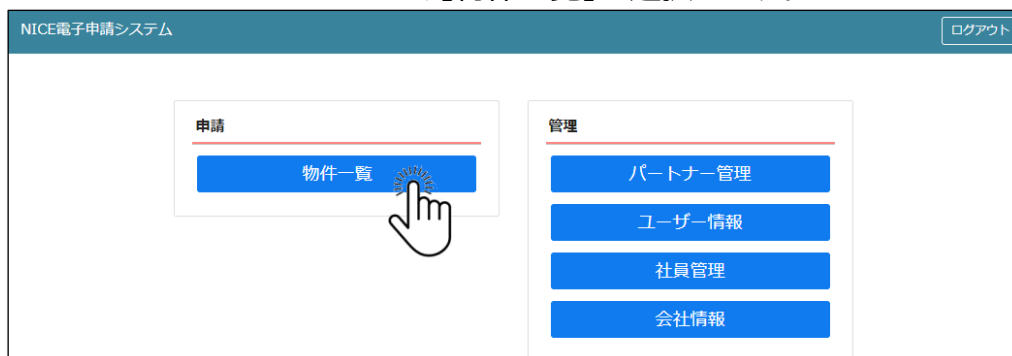 NICE電子申請システム
ログアウト
申請
物件一覧
管理
パートナー管理
ユーザー情報
社員管理
会社情報